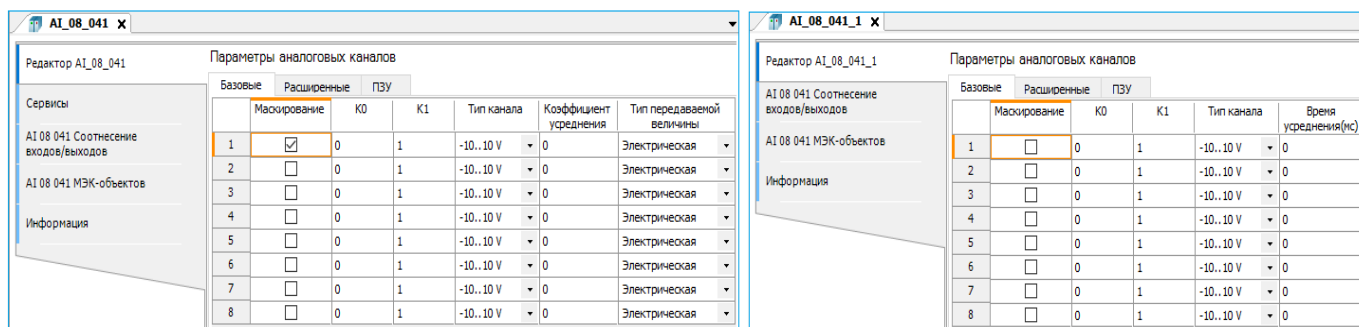 AI_08_041 X
Редактор AI_08_041
Сервисы
AI 08 041 Соотнесение
входов/выходов
AI 08 041 МЭК-объектов
Информация
Параметры аналоговых каналов
Базовые Расширенные ПЗУ
Маскирование K0 K1 Тип канала Коэффициент усреднения Тип передаваемой величины
1 0 1 -10..10 V 0 Электрическая
2 0 1 -10..10 V 0 Электрическая
3 0 1 -10..10 V 0 Электрическая
4 0 1 -10..10 V 0 Электрическая
5 0 1 -10..10 V 0 Электрическая
6 0 1 -10..10 V 0 Электрическая
7 0 1 -10..10 V 0 Электрическая
8 0 1 -10..10 V 0 Электрическая
AI_08_041_1 X
Редактор AI_08_041_1
AI 08 041 Соотнесение
входов/выходов
AI 08 041 МЭК-объектов
Информация
Параметры аналоговых каналов
Базовые Расширенные ПЗУ
Маскирование K0 K1 Тип канала Время усреднения(мс)
1 0 1 -10..10 V 0
2 0 1 -10..10 V 0
3 0 1 -10..10 V 0
4 0 1 -10..10 V 0
5 0 1 -10..10 V 0
6 0 1 -10..10 V 0
7 0 1 -10..10 V 0
8 0 1 -10..10 V 0